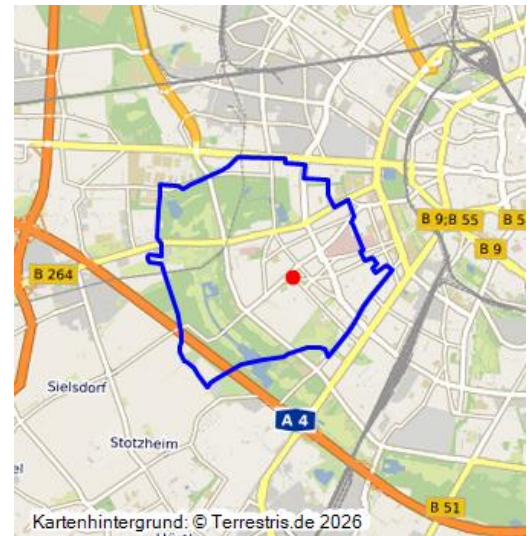 B 9;B 55
B 5
B 9
B 264
Sielsdorf
A 4
Stotzheim
B 51
Kartenhintergrund: © Terrestris.de 2026